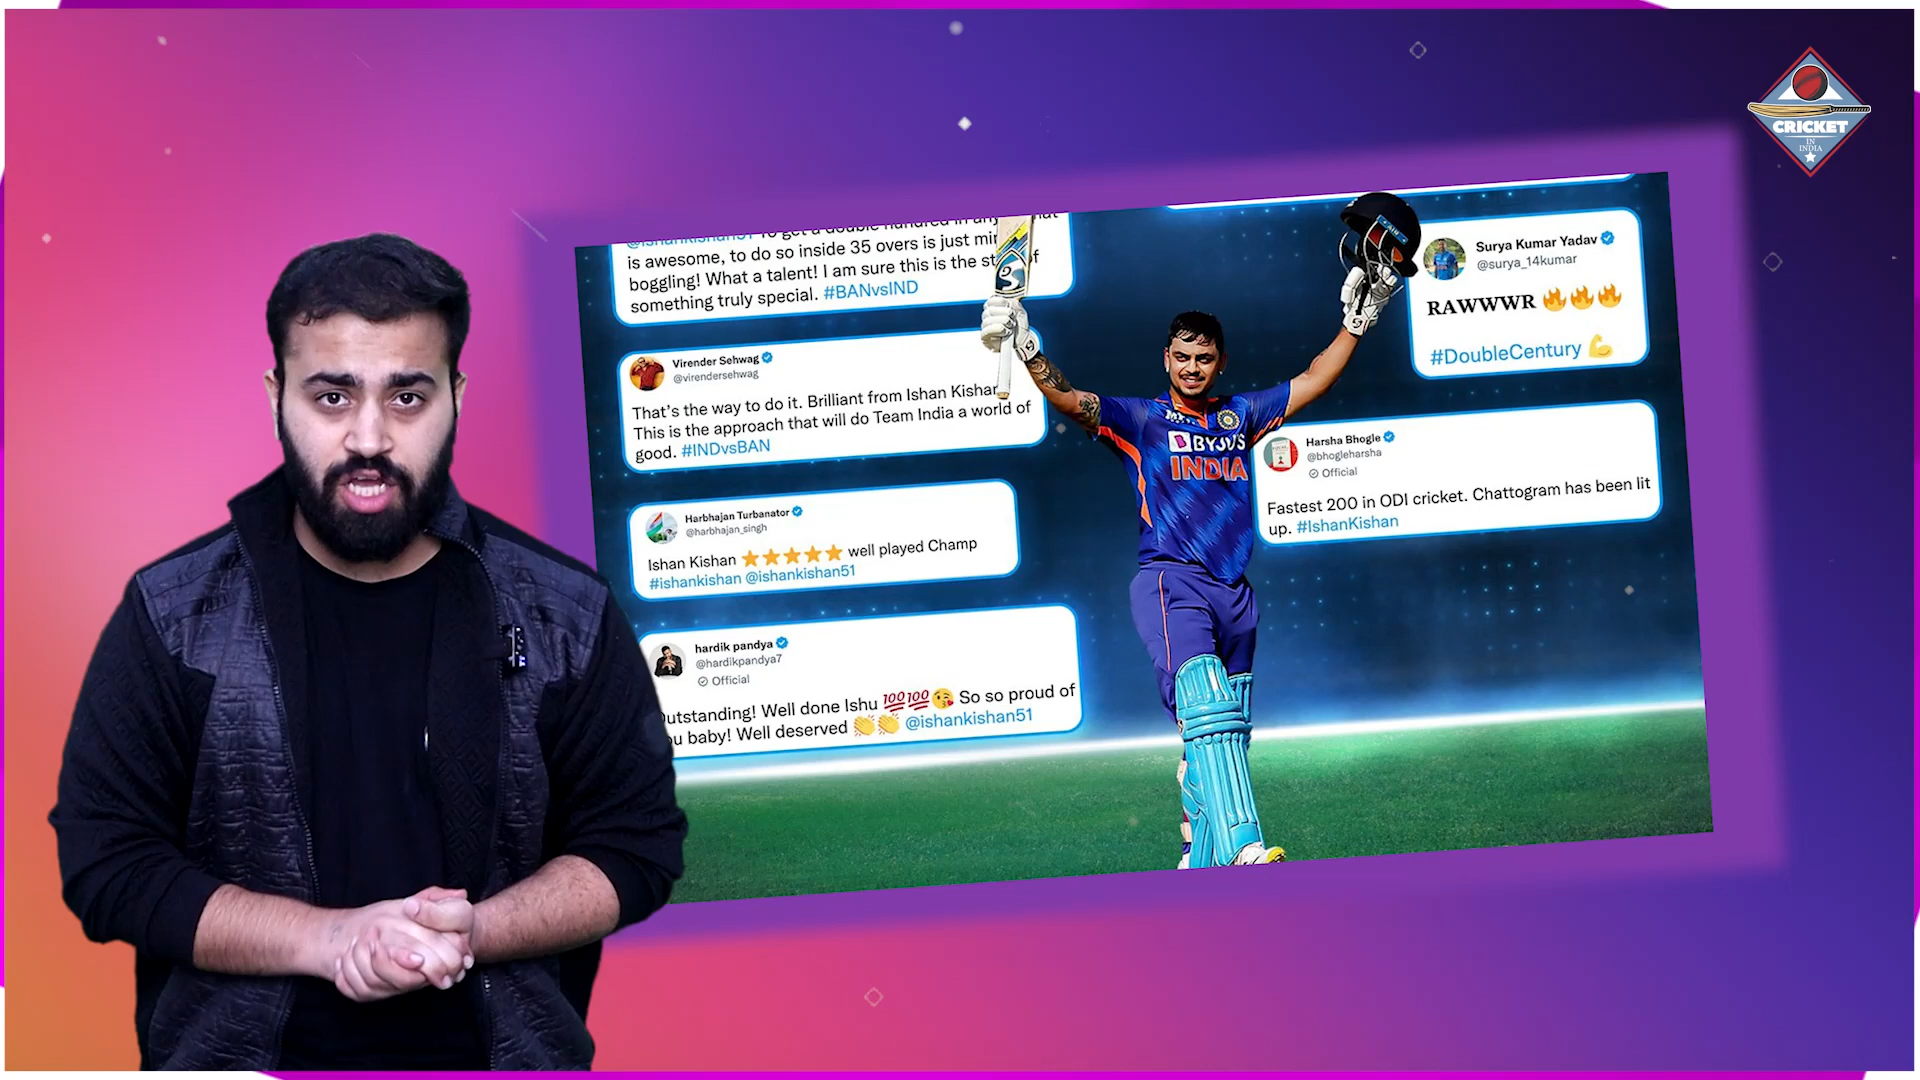 CRICKET
IN
INDIA
is awesome, to do so inside 35 overs is just
boggling! What a talent! I am sure this is the
something truly special. #BANvsIND
Virender Sehwag
@virendersehwag
That's the way to do it. Brilliant from Ishan Kishan
This is the approach that will do Team India a world of
good. #INDvsBAN
Harbhajan Turbanator
@harbhajan_singh
Ishan Kishan ⭐⭐⭐⭐⭐ well played Champ
#ishankishan @ishankishan51
hardik pandya
@hardikpandya7
Official
utstanding! Well done Ishu 💯💯😘 So so proud of
u baby! Well deserved 👏👏 @ishankishan51
Surya Kumar Yadav
@surya_14kumar
RAWWWR 🔥🔥🔥
#DoubleCentury 💪
Harsha Bhogle
@bhogleharsha
Official
Fastest 200 in ODI cricket. Chattogram has been lit
up. #IshanKishan
BYJU'S
INDIA